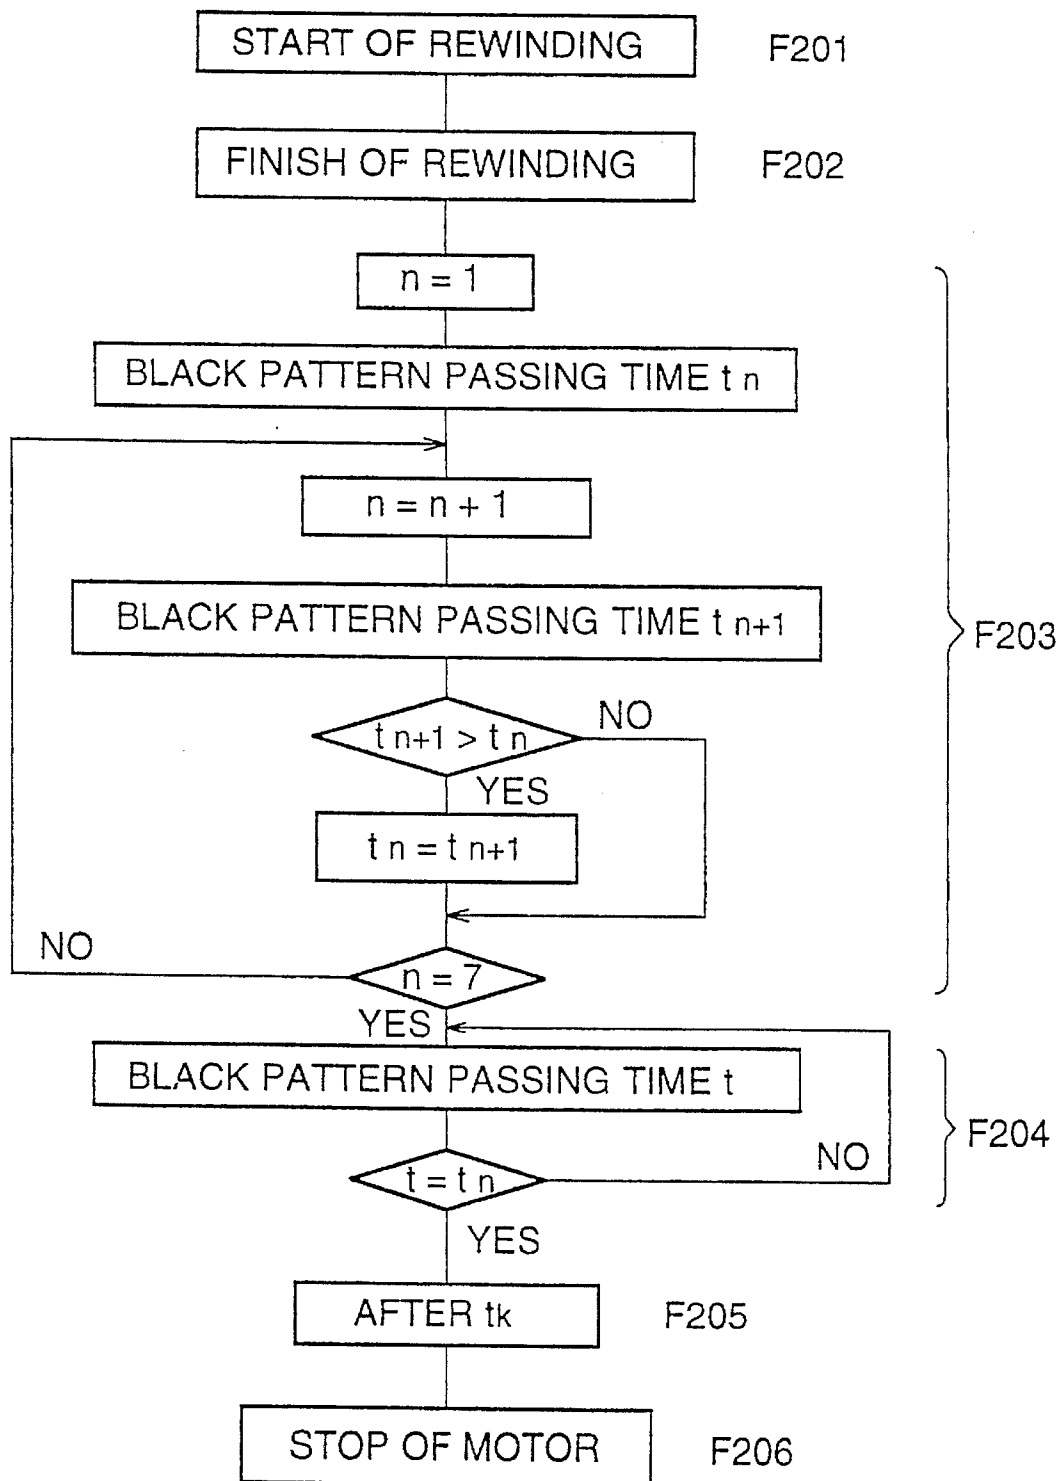 START OF REWINDING F201
FINISH OF REWINDING F202
n = 1
BLACK PATTERN PASSING TIME t n
n = n + 1
BLACK PATTERN PASSING TIME t n+1
F203
t n+1 > t n
NO
YES
t n = t n+1
NO
n = 7
YES
BLACK PATTERN PASSING TIME t
F204
t = t n
NO
YES
AFTER tk F205
STOP OF MOTOR F206